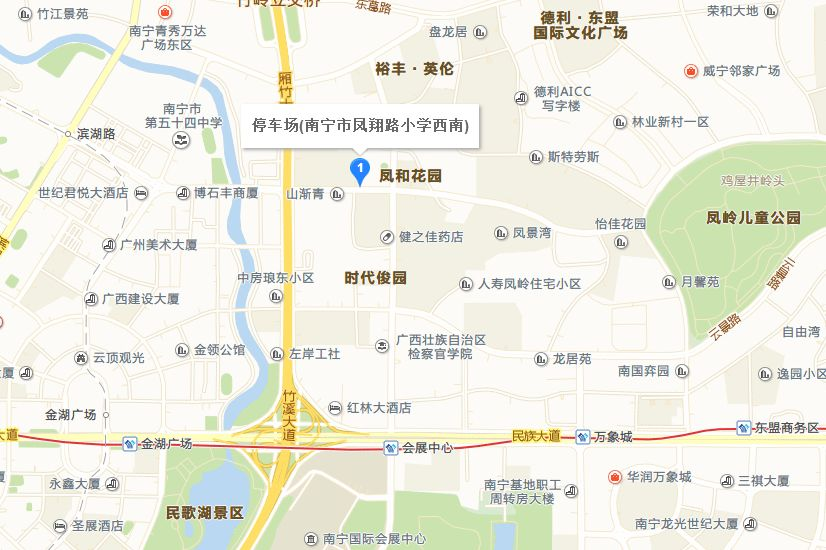 竹江景苑
竹岭立交桥
东葛路
荣和大地
南宁青秀万达
广场东区
盘龙居
德利·东盟
国际文化广场
裕丰·英伦
威宁邻家广场
厢竹大
德利AICC
写字楼
南宁市
第五十四中学
停车场(南宁市凤翔路小学西南)
林业新村一区
滨湖路
1
斯特劳斯
凤和花园
鸡屋井岭头
世纪君悦大酒店
博石丰商厦
山渐青
凤岭儿童公园
怡佳花园
广州美术大厦
健之佳药店
凤景湾
中房琅东小区
时代俊园
人寿凤岭住宅小区
月馨苑
云景路
广西建设大厦
云景路
自由湾
云顶观光
金领公馆
左岸工社
广西壮族自治区
检察官学院
龙居苑
南国弈园
逸园小区
厦
竹溪大道
红林大酒店
金湖广场
大道
金湖广场
会展中心
民族大道
万象城
东盟商务区
永鑫大厦
南宁基地职工
周转房大楼
华润万象城
三祺大厦
民歌湖景区
圣展酒店
南宁国际会展中心
南宁龙光世纪大厦